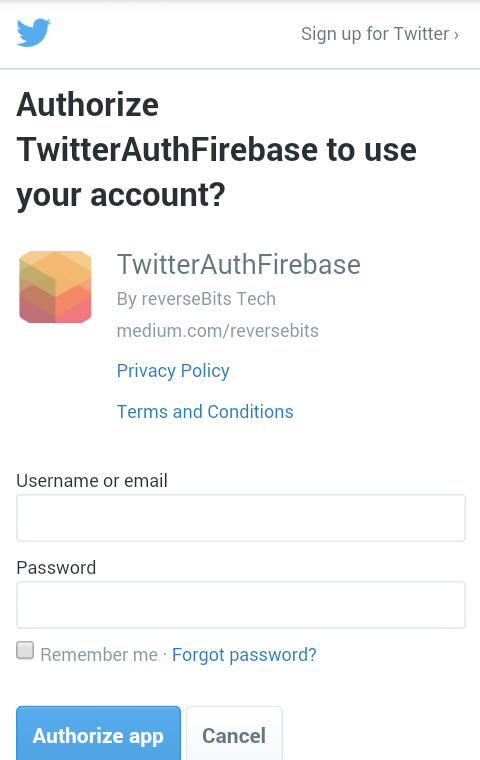 Sign up for Twitter ›
Authorize
TwitterAuthFirebase to use
your account?
TwitterAuthFirebase
By reverseBits Tech
medium.com/reversebits
Privacy Policy
Terms and Conditions
Username or email
Password
Remember me · Forgot password?
Authorize app Cancel